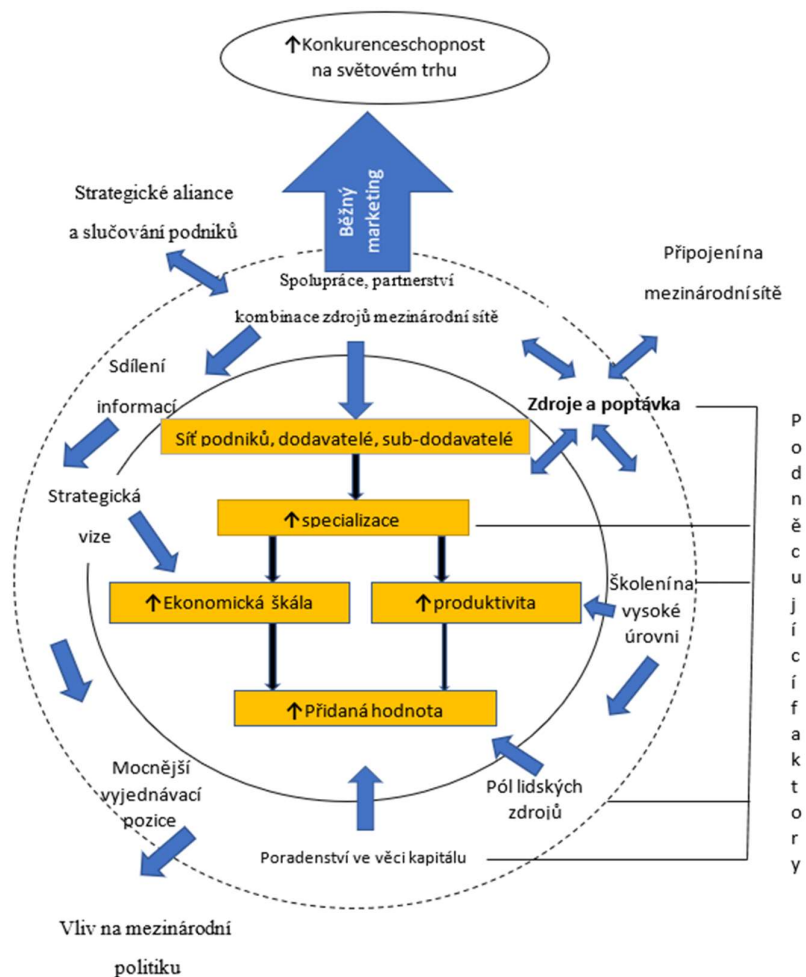 ↑Konkurenceschopnost
na světovém trhu
Běžný
marketing
Strategické aliance
a slučování podniků
Připojení na
mezinárodní sítě
Spolupráce, partnerství
kombinace zdrojů mezinárodní sítě
Sdílení
informací
Zdroje a poptávka
Síť podniků, dodavatelé, sub-dodavatelé
Strategická
vize
↑specializace
↑Ekonomická škála
↑produktivita
Školení na
vysoké
úrovni
↑Přidaná hodnota
Mocnější
vyjednávací
pozice
Pól lidských
zdrojů
Poradenství ve věci kapitálu
Vliv na mezinárodní
politiku
Podněcující faktory